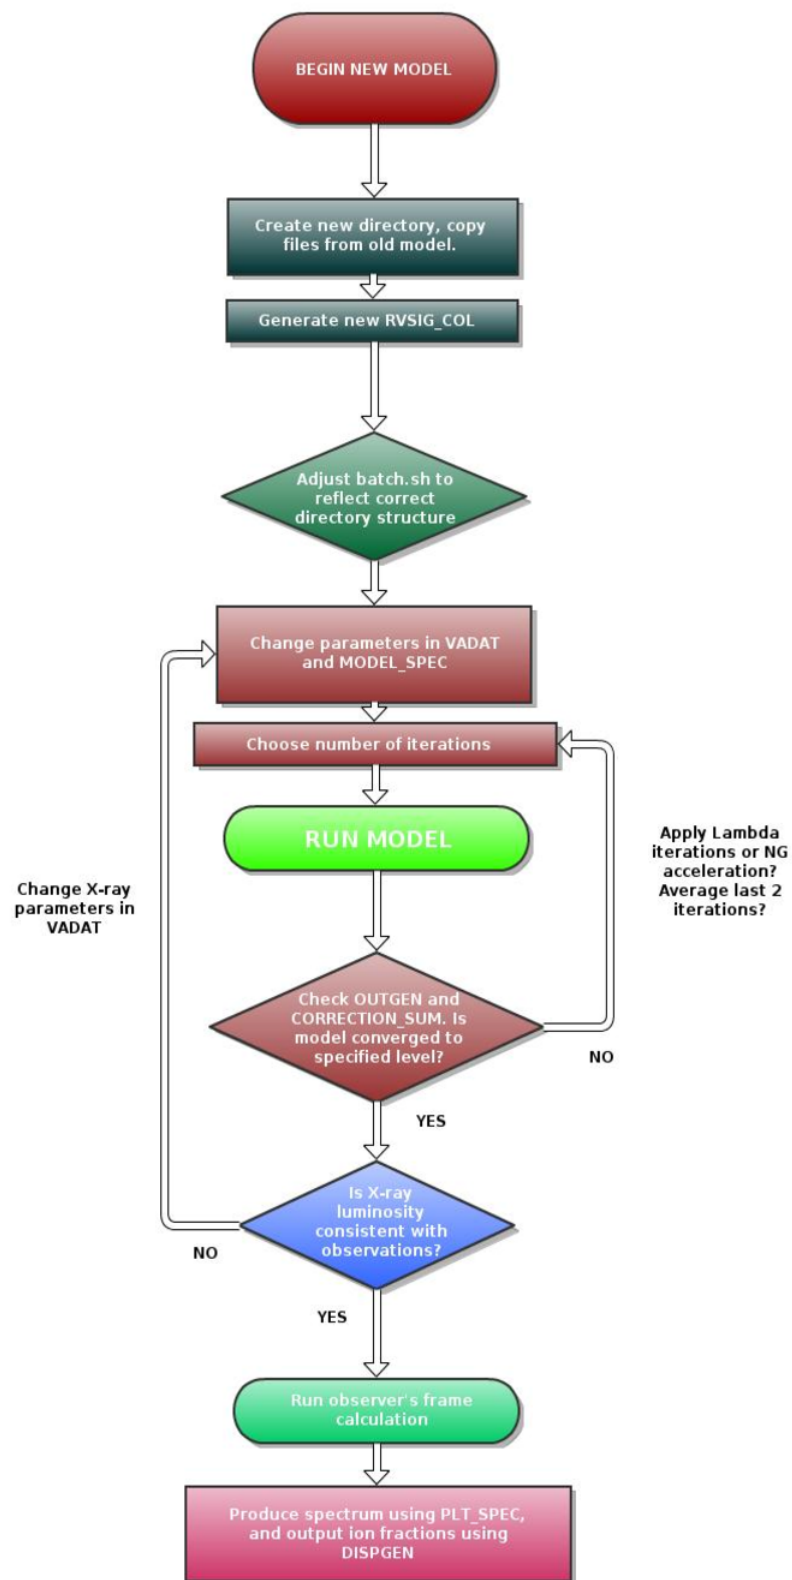 BEGIN NEW MODEL
Create new directory, copy
files from old model.
Generate new RVSIG_COL
Adjust batch.sh to
reflect correct
directory structure
Change parameters in VADAT
and MODEL_SPEC
Choose number of iterations
RUN MODEL
Apply Lambda
iterations or NG
acceleration?
Average last 2
iterations?
Change X-ray
parameters in
VADAT
Check OUTGEN and
CORRECTION_SUM. Is
model converged to
specified level?
NO
YES
Is X-ray
luminosity
consistent with
observations?
NO
YES
Run observer's frame
calculation
Produce spectrum using PLT_SPEC,
and output ion fractions using
DISPGEN